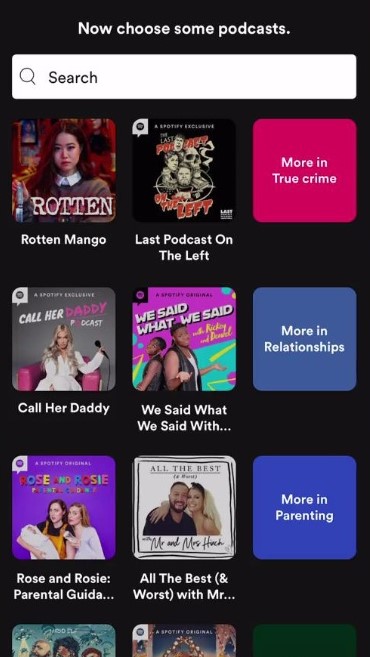 Now choose some podcasts.
Search
ROTTEN
A SPOTIFY EXCLUSIVE
THE LAST
PODCAST
ON THE
LEFT
LAST
More in
True crime
Rotten Mango
Last Podcast On
The Left
A SPOTIFY EXCLUSIVE
CALL HER DADDY
PODCAST
A SPOTIFY ORIGINAL
WE SAID
WHAT WE SAID
with Rickey
and Denzel
More in
Relationships
Call Her Daddy
We Said What
We Said With...
A SPOTIFY ORIGINAL
ROSE AND ROSIE
PARENTAL GUIDANCE
ALL THE BEST
(& Worst)
with Mr and Mrs Hinch
More in
Parenting
Rose and Rosie:
Parental Guida...
All The Best (&
Worst) with Mr...
A SPOTIFY ORIGINAL